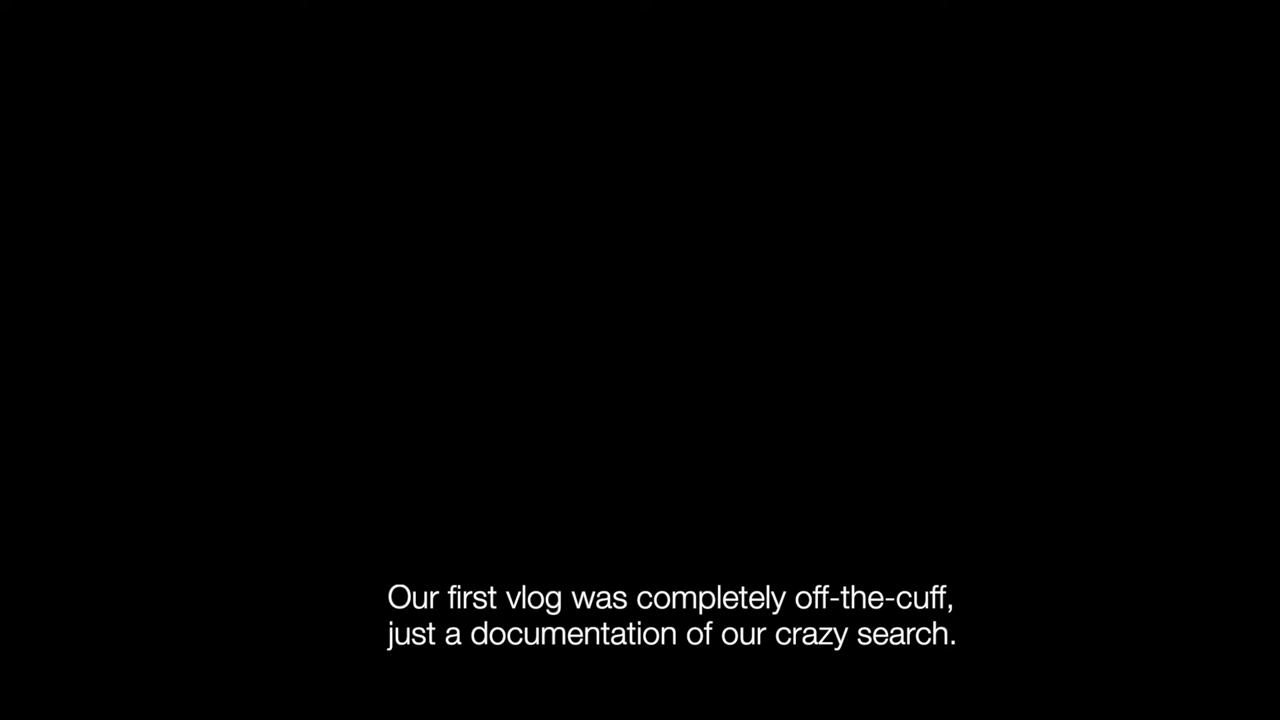 Our first vlog was completely off-the-cuff,
just a documentation of our crazy search.